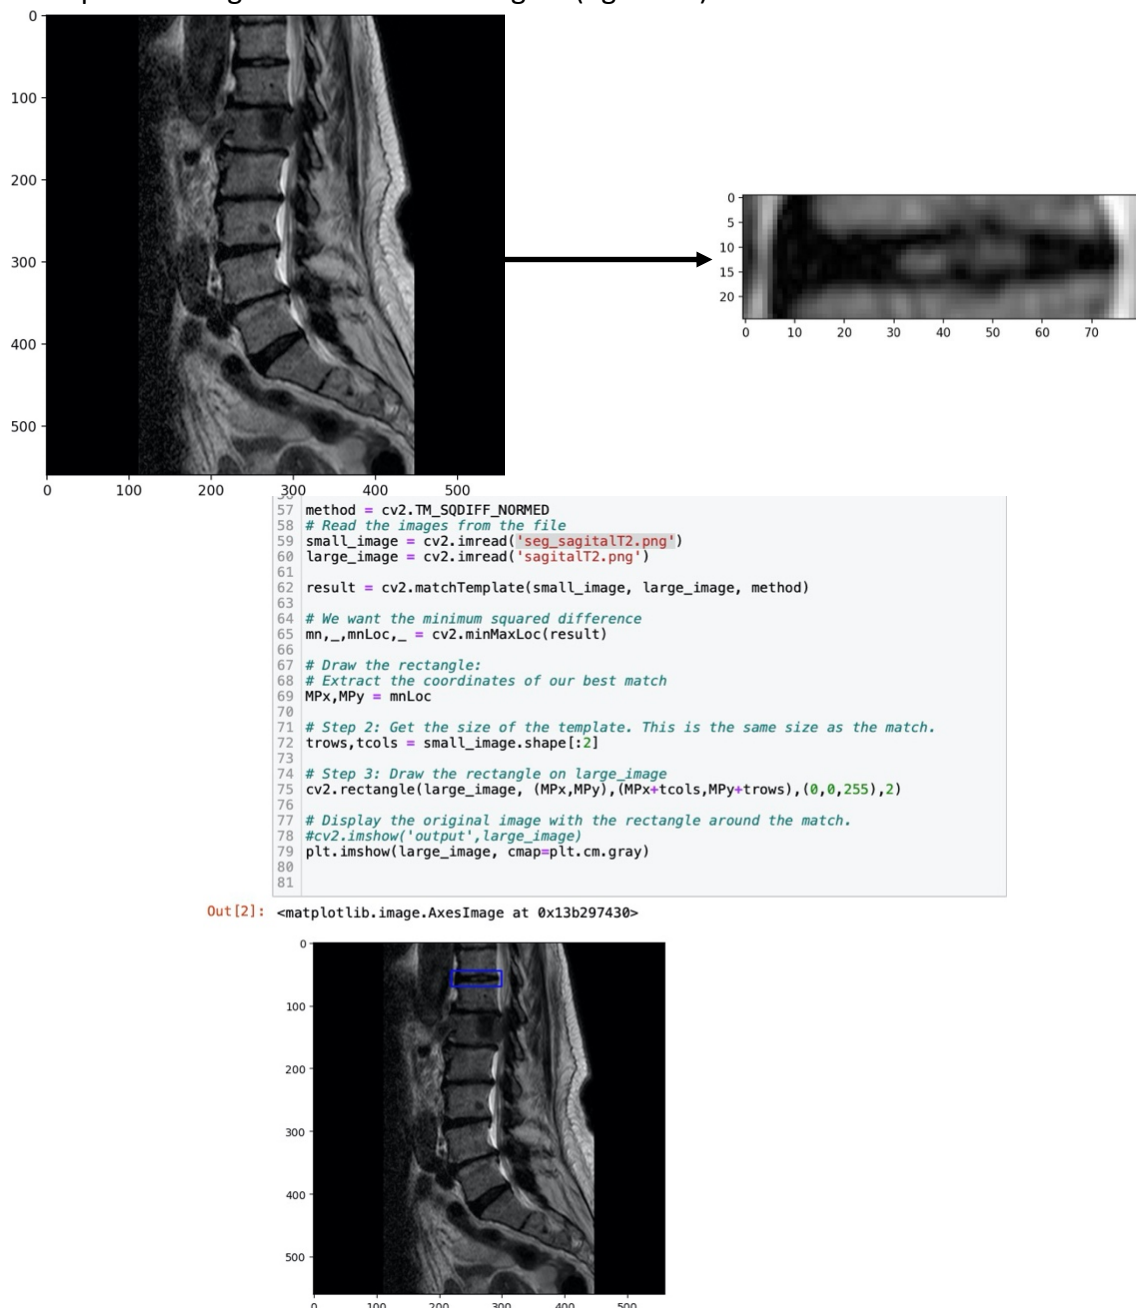 0
100
200
300
400
500
0 100 200 300 400 500
0
5
10
15
20
0 10 20 30 40 50 60 70
57 method = cv2.TM_SQDIFF_NORMED
58 # Read the images from the file
59 small_image = cv2.imread('seg_sagitalT2.png')
60 large_image = cv2.imread('sagitalT2.png')
61
62 result = cv2.matchTemplate(small_image, large_image, method)
63
64 # We want the minimum squared difference
65 mn,_,mnLoc,_ = cv2.minMaxLoc(result)
66
67 # Draw the rectangle:
68 # Extract the coordinates of our best match
69 MPx,MPy = mnLoc
70
71 # Step 2: Get the size of the template. This is the same size as the match.
72 trows,tcols = small_image.shape[:2]
73
74 # Step 3: Draw the rectangle on large_image
75 cv2.rectangle(large_image, (MPx,MPy),(MPx+tcols,MPy+trows),(0,0,255),2)
76
77 # Display the original image with the rectangle around the match.
78 #cv2.imshow('output',large_image)
79 plt.imshow(large_image, cmap=plt.cm.gray)
80
81
Out[2]: <matplotlib.image.AxesImage at 0x13b297430>
0
100
200
300
400
500
0 100 200 300 400 500